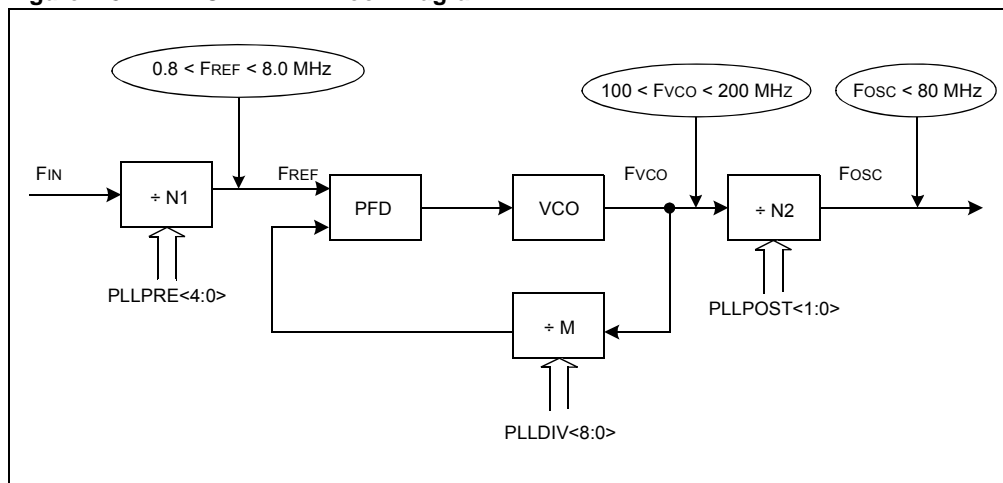 0.8 < FREF < 8.0 MHz
100 < FVCO < 200 MHz
FOSC < 80 MHz
FIN
FREF
FVCO
FOSC
÷ N1
PFD
VCO
÷ N2
PLLPRE<4:0>
÷ M
PLLPOST<1:0>
PLLDIV<8:0>